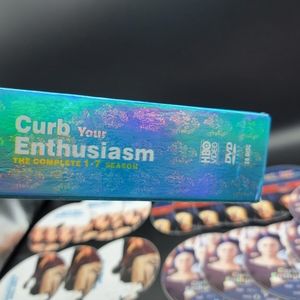 Curb Your
Enthusiasm
THE COMPLETE 1-7 SEASON
HBO
VIDEO
DVD